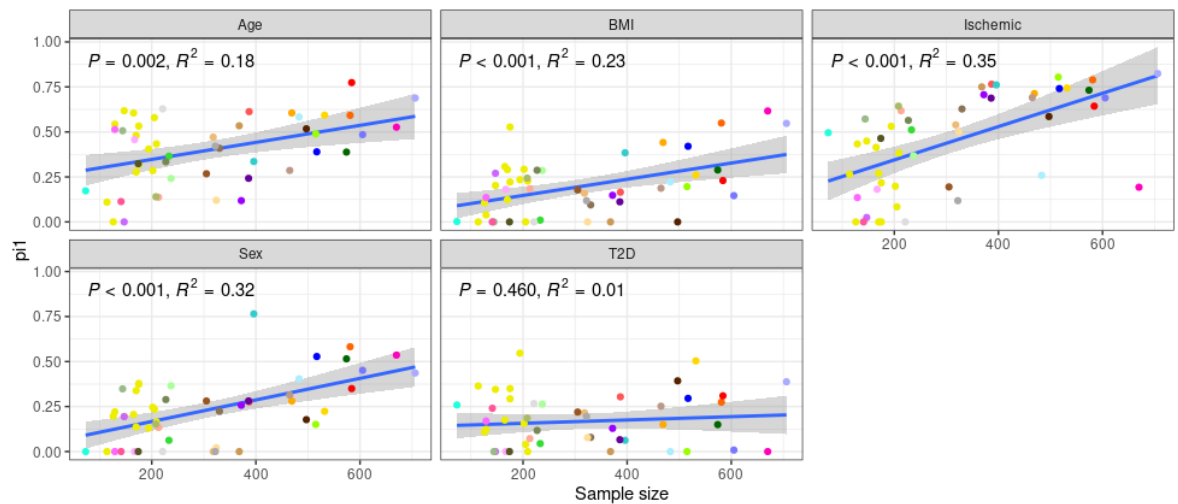 Age
BMI
Ischemic
P = 0.002, R² = 0.18
P < 0.001, R² = 0.23
P < 0.001, R² = 0.35
1.00
0.75
0.50
0.25
0.00
200
400
600
pi1
Sex
T2D
P < 0.001, R² = 0.32
P = 0.460, R² = 0.01
1.00
0.75
0.50
0.25
0.00
200
400
600
200
400
600
Sample size